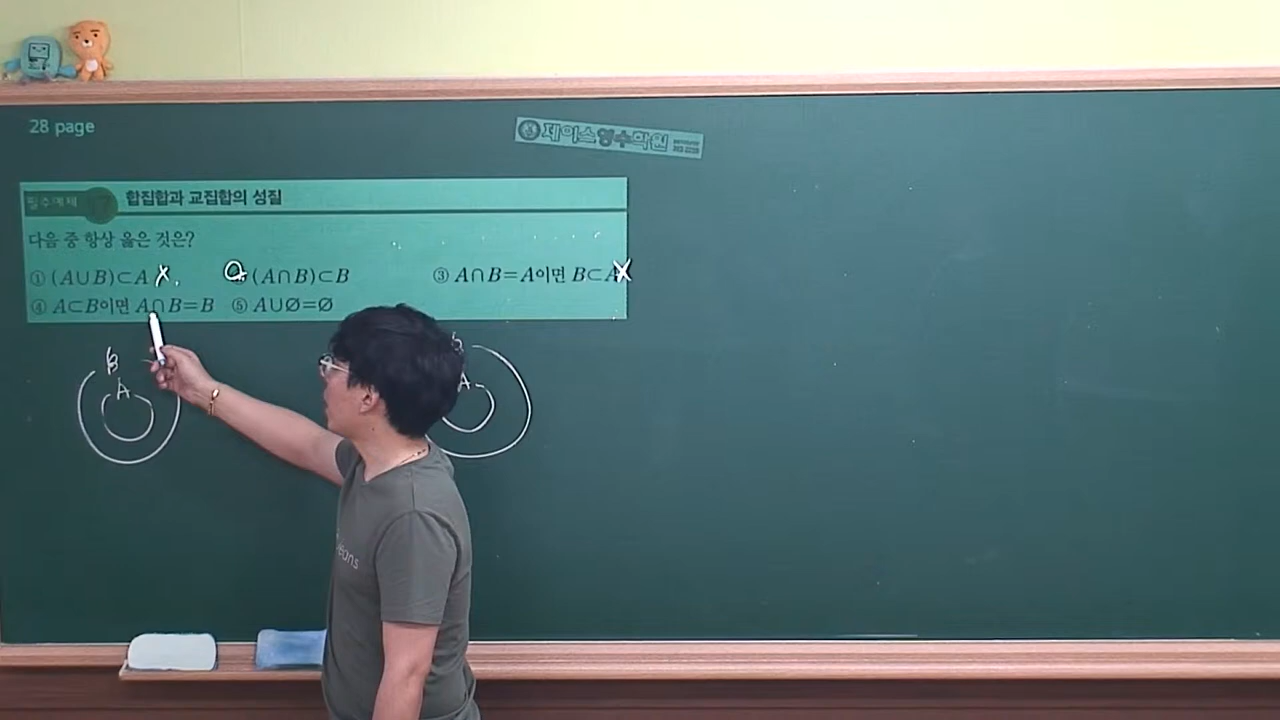 28 page
제이스영수학원
필수예제 합집합과 교집합의 성질
다음 중 항상 옳은 것은?
① (A∪B)⊂A X (A∩B)⊂B ③ A∩B=A이면 B⊂A X
④ A⊂B이면 A∩B=B ⑤ A∪∅=∅
B
A
B
A